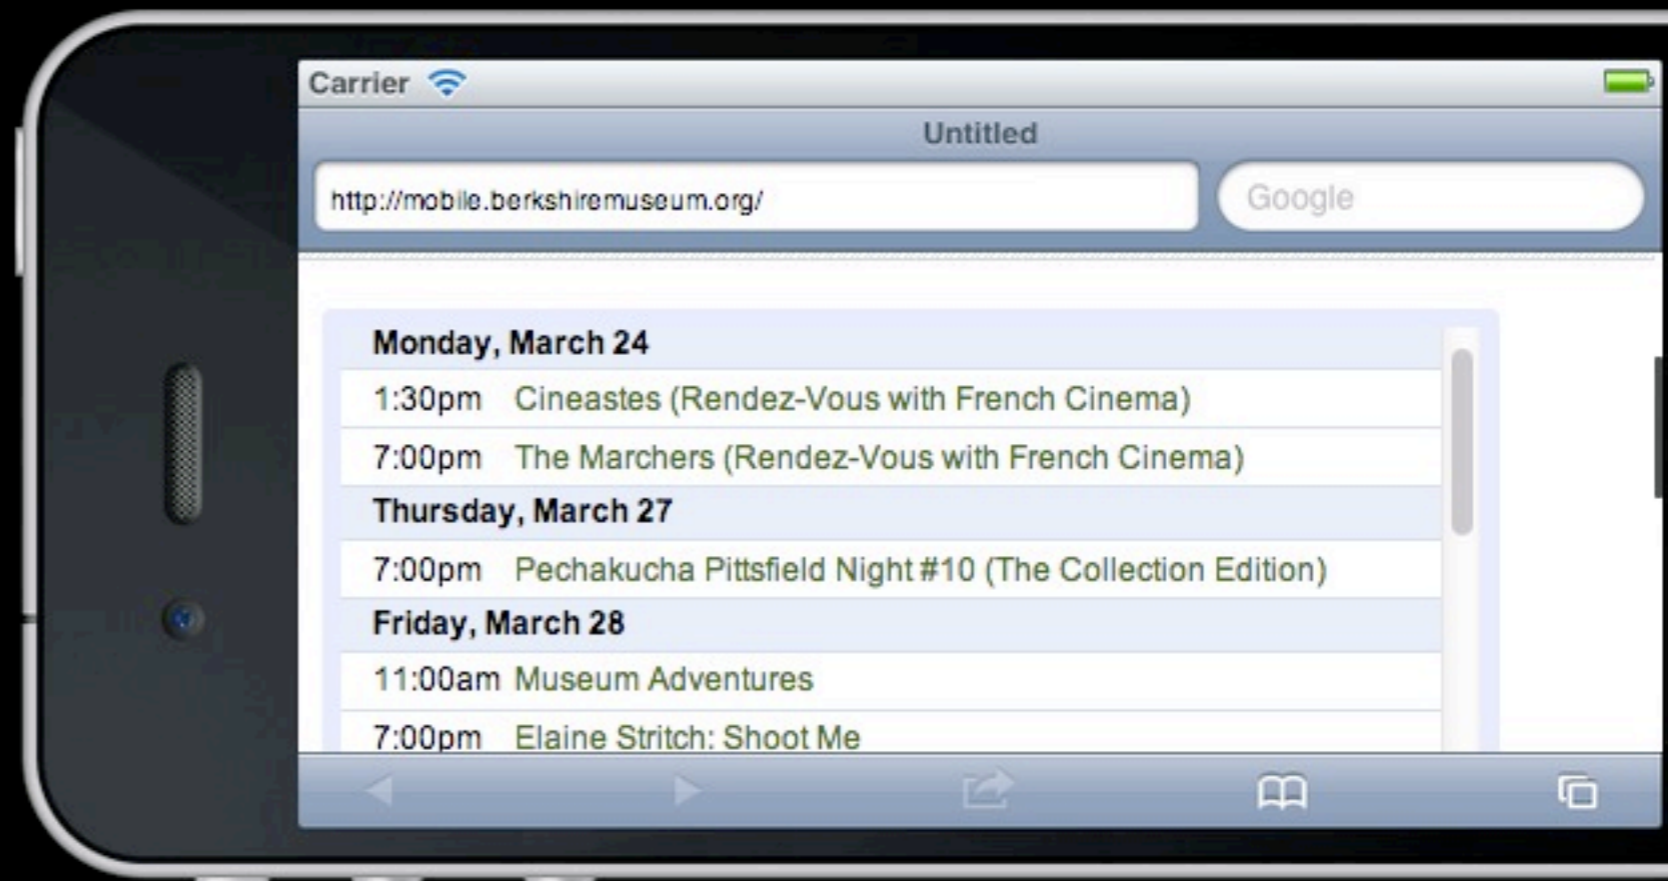 Carrier
Untitled
http://mobile.berkshiremuseum.org/ Google
Monday, March 24
1:30pm Cineastes (Rendez-Vous with French Cinema)
7:00pm The Marchers (Rendez-Vous with French Cinema)
Thursday, March 27
7:00pm Pechakucha Pittsfield Night #10 (The Collection Edition)
Friday, March 28
11:00am Museum Adventures
7:00pm Elaine Stritch: Shoot Me